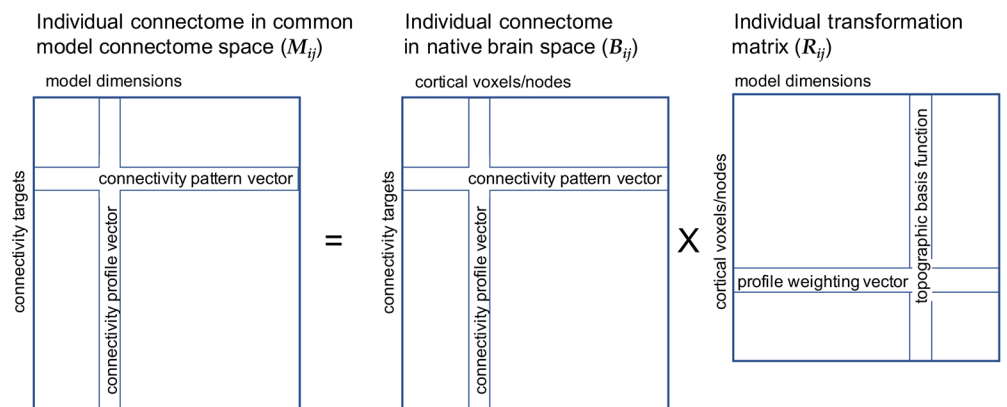 Individual connectome in common
model connectome space (Mij)
model dimensions
connectivity targets
connectivity pattern vector
connectivity profile vector
=
Individual connectome
in native brain space (Bij)
cortical voxels/nodes
connectivity targets
connectivity pattern vector
connectivity profile vector
X
Individual transformation
matrix (Rij)
model dimensions
cortical voxels/nodes
topographic basis function
profile weighting vector